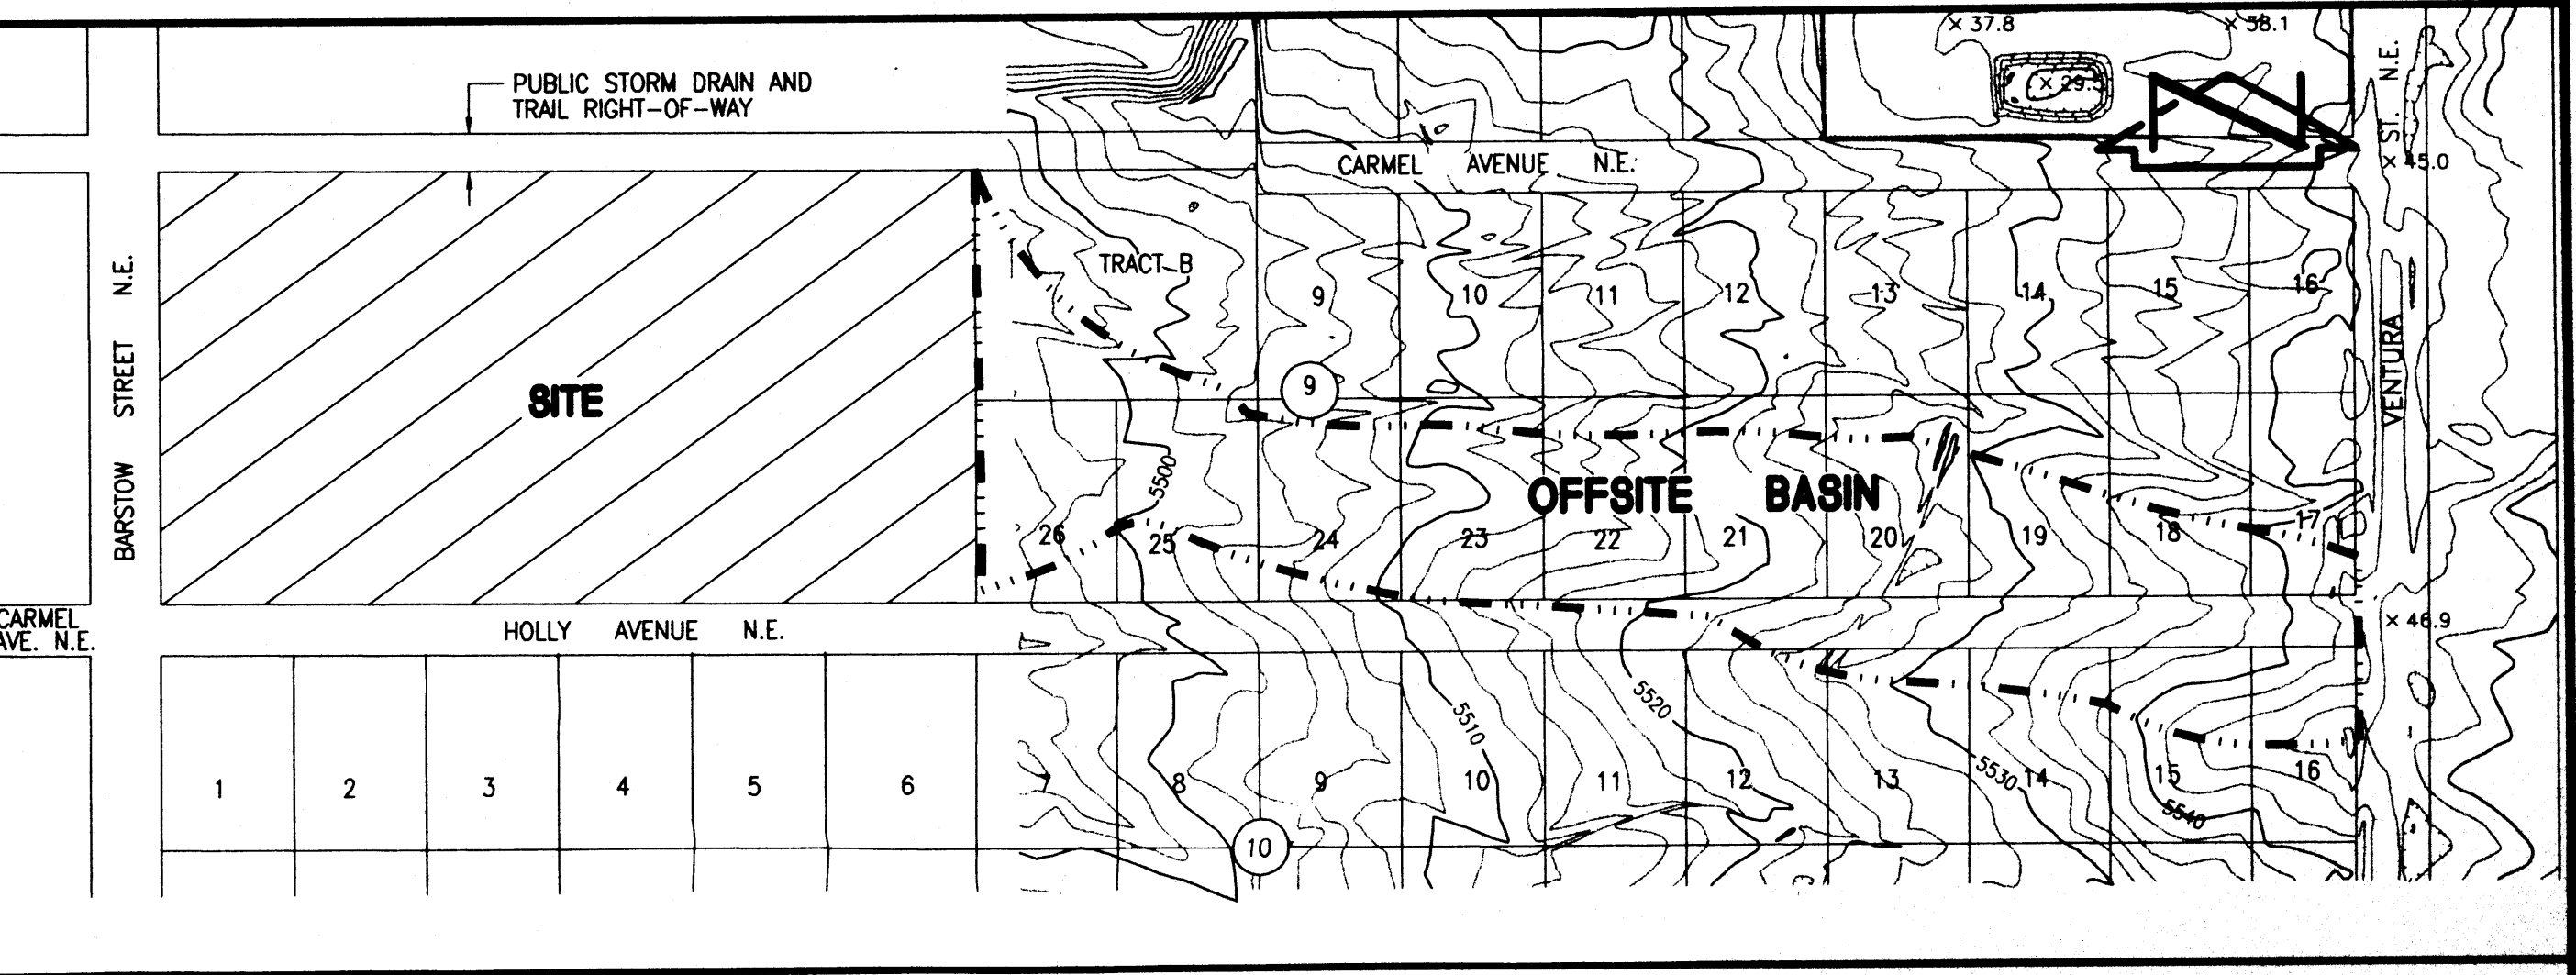 37.8
38.1
PUBLIC STORM DRAIN AND
TRAIL RIGHT-OF-WAY
CARMEL AVENUE N.E.
45.0
VENTURA ST. N.E.
TRACT B
BARSTOW STREET N.E.
9 10 11 12 13 14 15 16
SITE
9
5500
OFFSITE BASIN
26 25 24 23 22 21 20 19 18 17
CARMEL
AVE. N.E.
HOLLY AVENUE N.E.
46.9
5510
5520
5530
5540
1 2 3 4 5 6 7 8 9 10 11 12 13 14 15 16
10